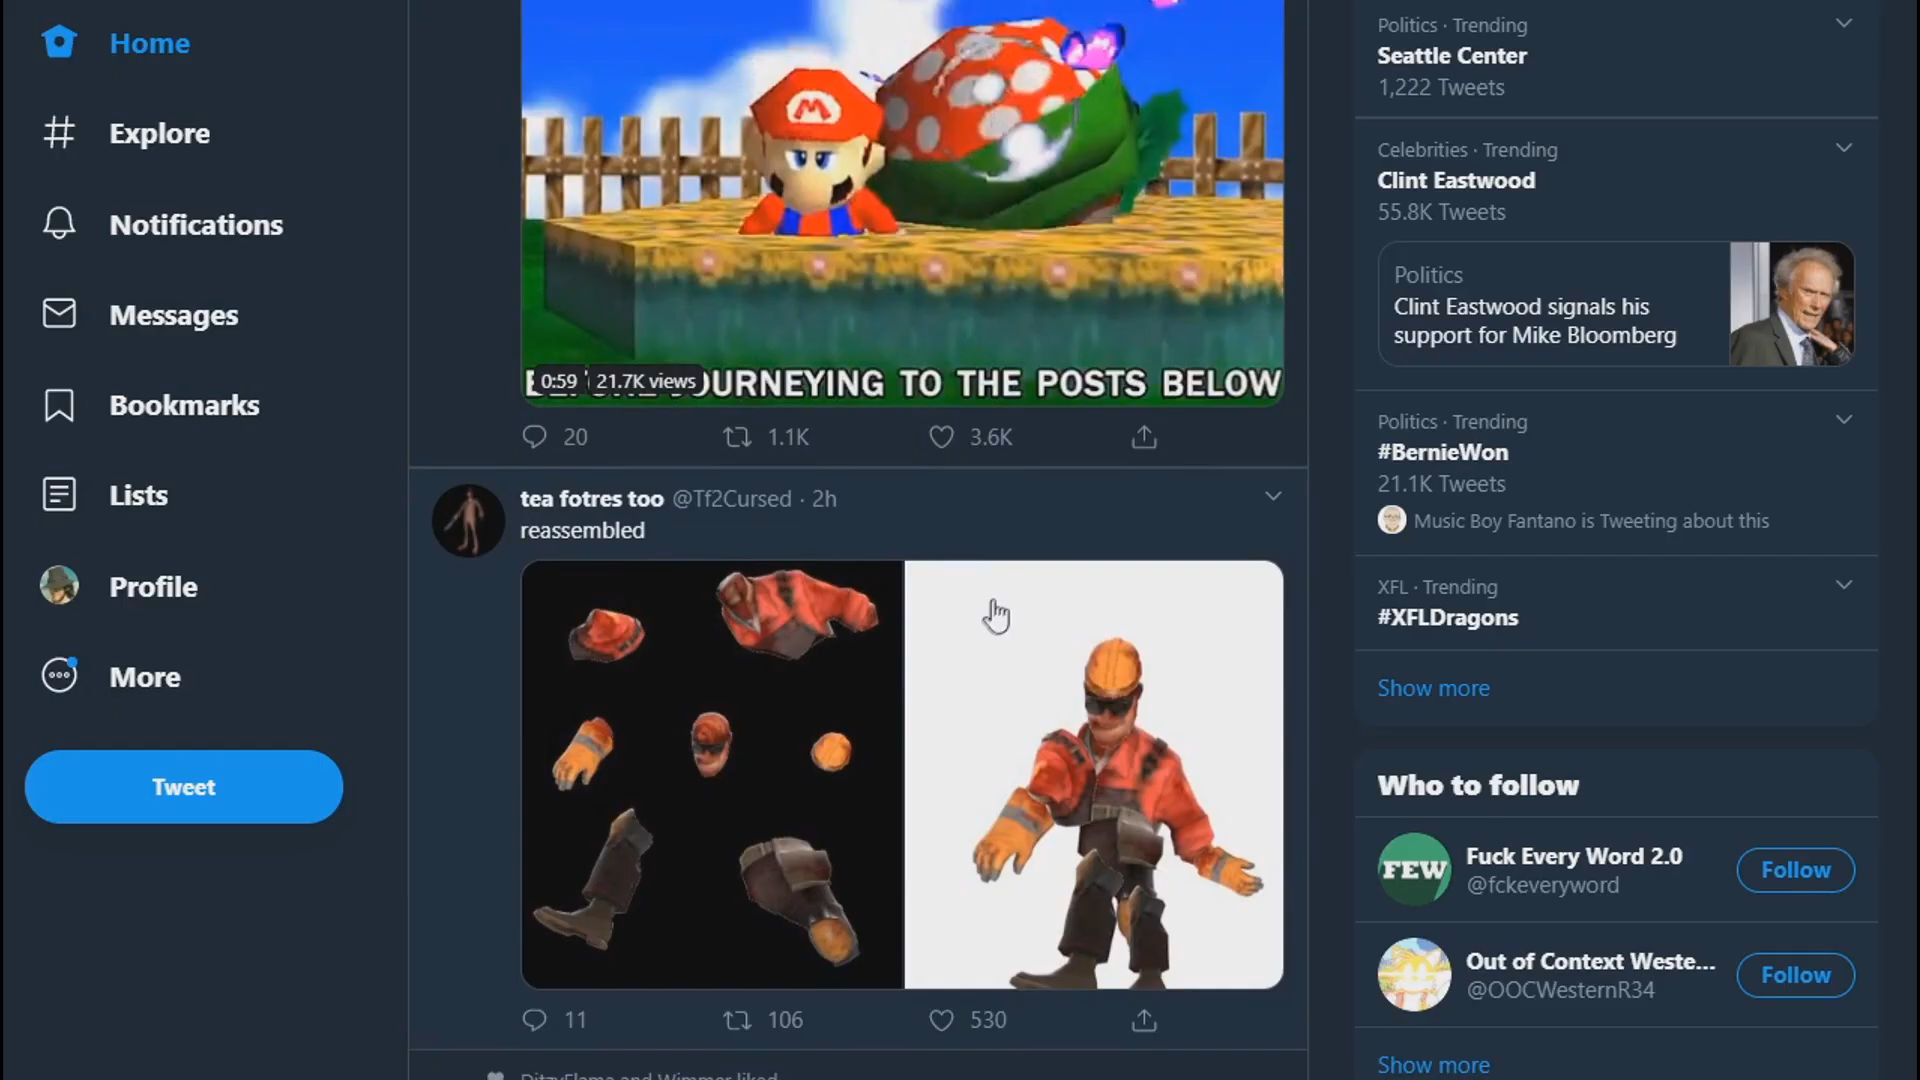 Home
Explore
Notifications
Messages
Bookmarks
Lists
Profile
More
Tweet
M
0:59 21.7K views
JOURNEYING TO THE POSTS BELOW
20 1.1K 3.6K
tea fotres too @Tf2Cursed · 2h
reassembled
11 106 530
Politics · Trending
Seattle Center
1,222 Tweets
Celebrities · Trending
Clint Eastwood
55.8K Tweets
Politics
Clint Eastwood signals his
support for Mike Bloomberg
Politics · Trending
#BernieWon
21.1K Tweets
Music Boy Fantano is Tweeting about this
XFL · Trending
#XFLDragons
Show more
Who to follow
FEW
Fuck Every Word 2.0
@fckeveryword
Follow
Out of Context Weste...
@OOCWesternR34
Follow
Show more